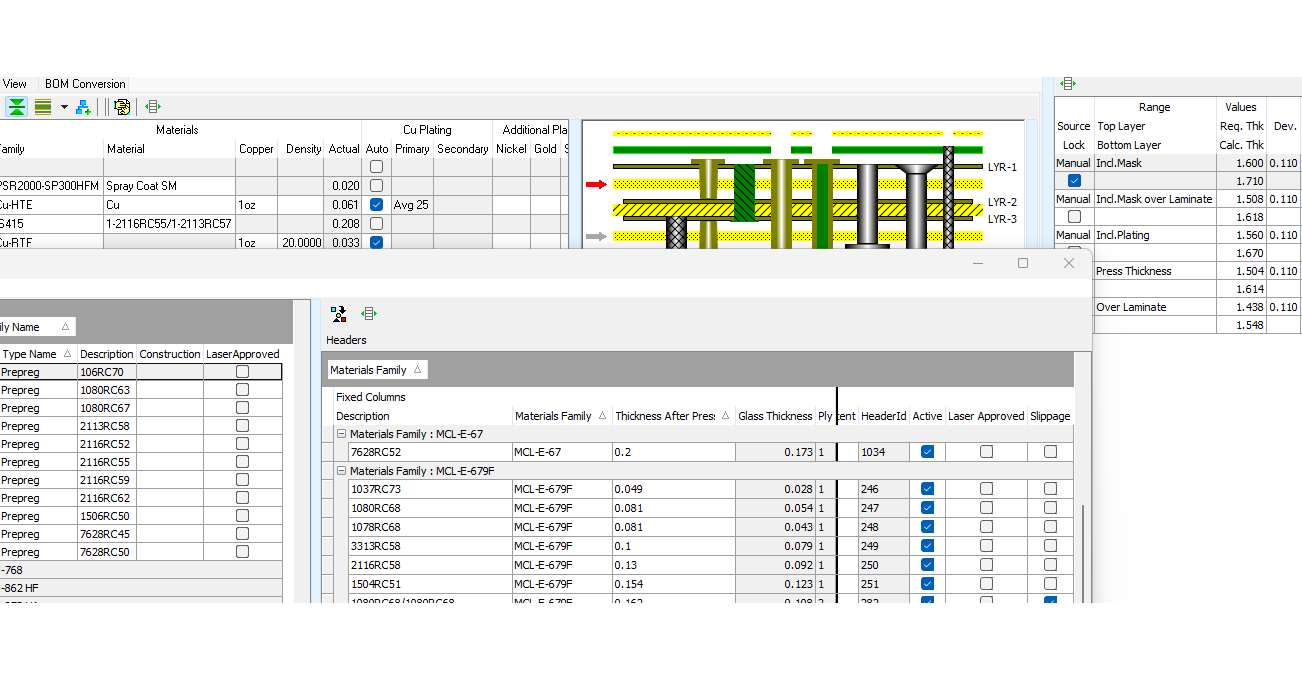 View BOM Conversion
Materials Cu Plating Additional Pla
amily Material Copper Density Actual Auto Primary Secondary Nickel Gold S
PSR2000-SP300HFM Spray Coat SM 0.020
Cu-HTE Cu 1oz 0.061 Avg 25
S415 1-2116RC55/1-2113RC57 0.208
Cu-RTF 1oz 20.0000 0.033
LYR-1
LYR-2
LYR-3
Range Values
Source Top Layer Req. Thk Dev.
Lock Bottom Layer Calc. Thk
Manual Incl.Mask 1.600 0.110
1.710
Manual Incl.Mask over Laminate 1.508 0.110
1.618
Manual Incl.Plating 1.560 0.110
1.670
Press Thickness 1.504 0.110
1.614
Over Laminate 1.438 0.110
1.548
ily Name
Type Name Description Construction LaserApproved
Prepreg 106RC70
Prepreg 1080RC63
Prepreg 1080RC67
Prepreg 2113RC58
Prepreg 2116RC52
Prepreg 2116RC55
Prepreg 2116RC59
Prepreg 2116RC62
Prepreg 1506RC50
Prepreg 7628RC45
Prepreg 7628RC50
-768
-862 HF
Headers
Materials Family
Fixed Columns
Description Materials Family Thickness After Press Glass Thickness Ply tent HeaderId Active Laser Approved Slippage
Materials Family : MCL-E-67
7628RC52 MCL-E-67 0.2 0.173 1 1034
Materials Family : MCL-E-679F
1037RC73 MCL-E-679F 0.049 0.028 1 246
1080RC68 MCL-E-679F 0.081 0.054 1 247
1078RC68 MCL-E-679F 0.081 0.043 1 248
3313RC58 MCL-E-679F 0.1 0.079 1 249
2116RC58 MCL-E-679F 0.13 0.092 1 250
1504RC51 MCL-E-679F 0.154 0.123 1 251
1080RC68/1080RC68 MCL-E-679F 0.162 0.108 2 282